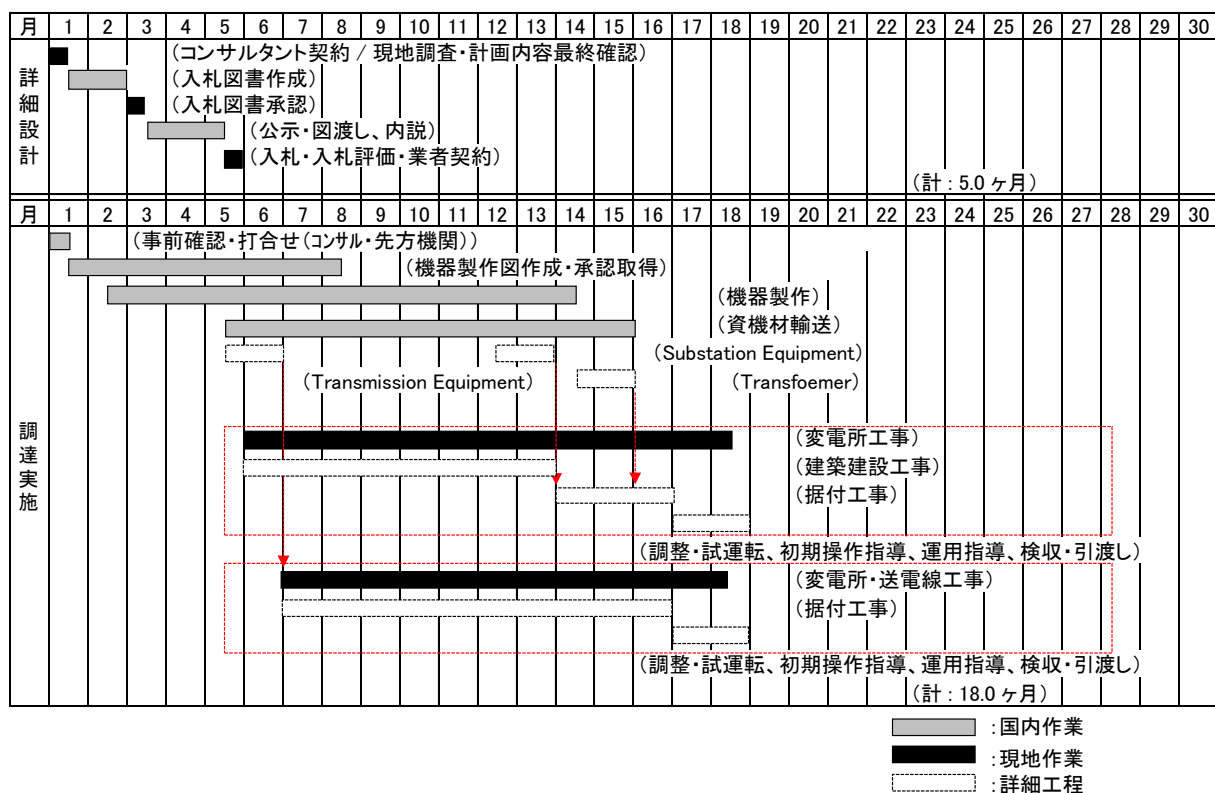 月 1 2 3 4 5 6 7 8 9 10 11 12 13 14 15 16 17 18 19 20 21 22 23 24 25 26 27 28 29 30
詳細設計
(コンサルタント契約 / 現地調査・計画内容最終確認)
(入札図書作成)
(入札図書承認)
(公示・図渡し、内説)
(入札・入札評価・業者契約)
(計 : 5.0 ヶ月)
月 1 2 3 4 5 6 7 8 9 10 11 12 13 14 15 16 17 18 19 20 21 22 23 24 25 26 27 28 29 30
調達実施
(事前確認・打合せ(コンサル・先方機関))
(機器製作図作成・承認取得)
(機器製作)
(資機材輸送)
(Substation Equipment)
(Transmission Equipment) (Transfoemer)
(変電所工事)
(建築建設工事)
(据付工事)
(調整・試運転、初期操作指導、運用指導、検収・引渡し)
(変電所・送電線工事)
(据付工事)
(調整・試運転、初期操作指導、運用指導、検収・引渡し)
(計 : 18.0 ヶ月)
:国内作業
:現地作業
:詳細工程